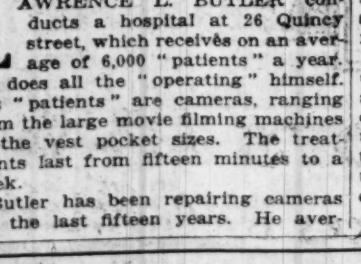 AWRENCE L. BUTLER con-
ducts a hospital at 26 Quincy
street, which receives on an aver-
age of 6,000 "patients" a year.
does all the "operating" himself.
"patients" are cameras, ranging
m the large movie filming machines
the vest pocket sizes. The treat-
nts last from fifteen minutes to a
ek.
Butler has been repairing cameras
the last fifteen years. He aver-